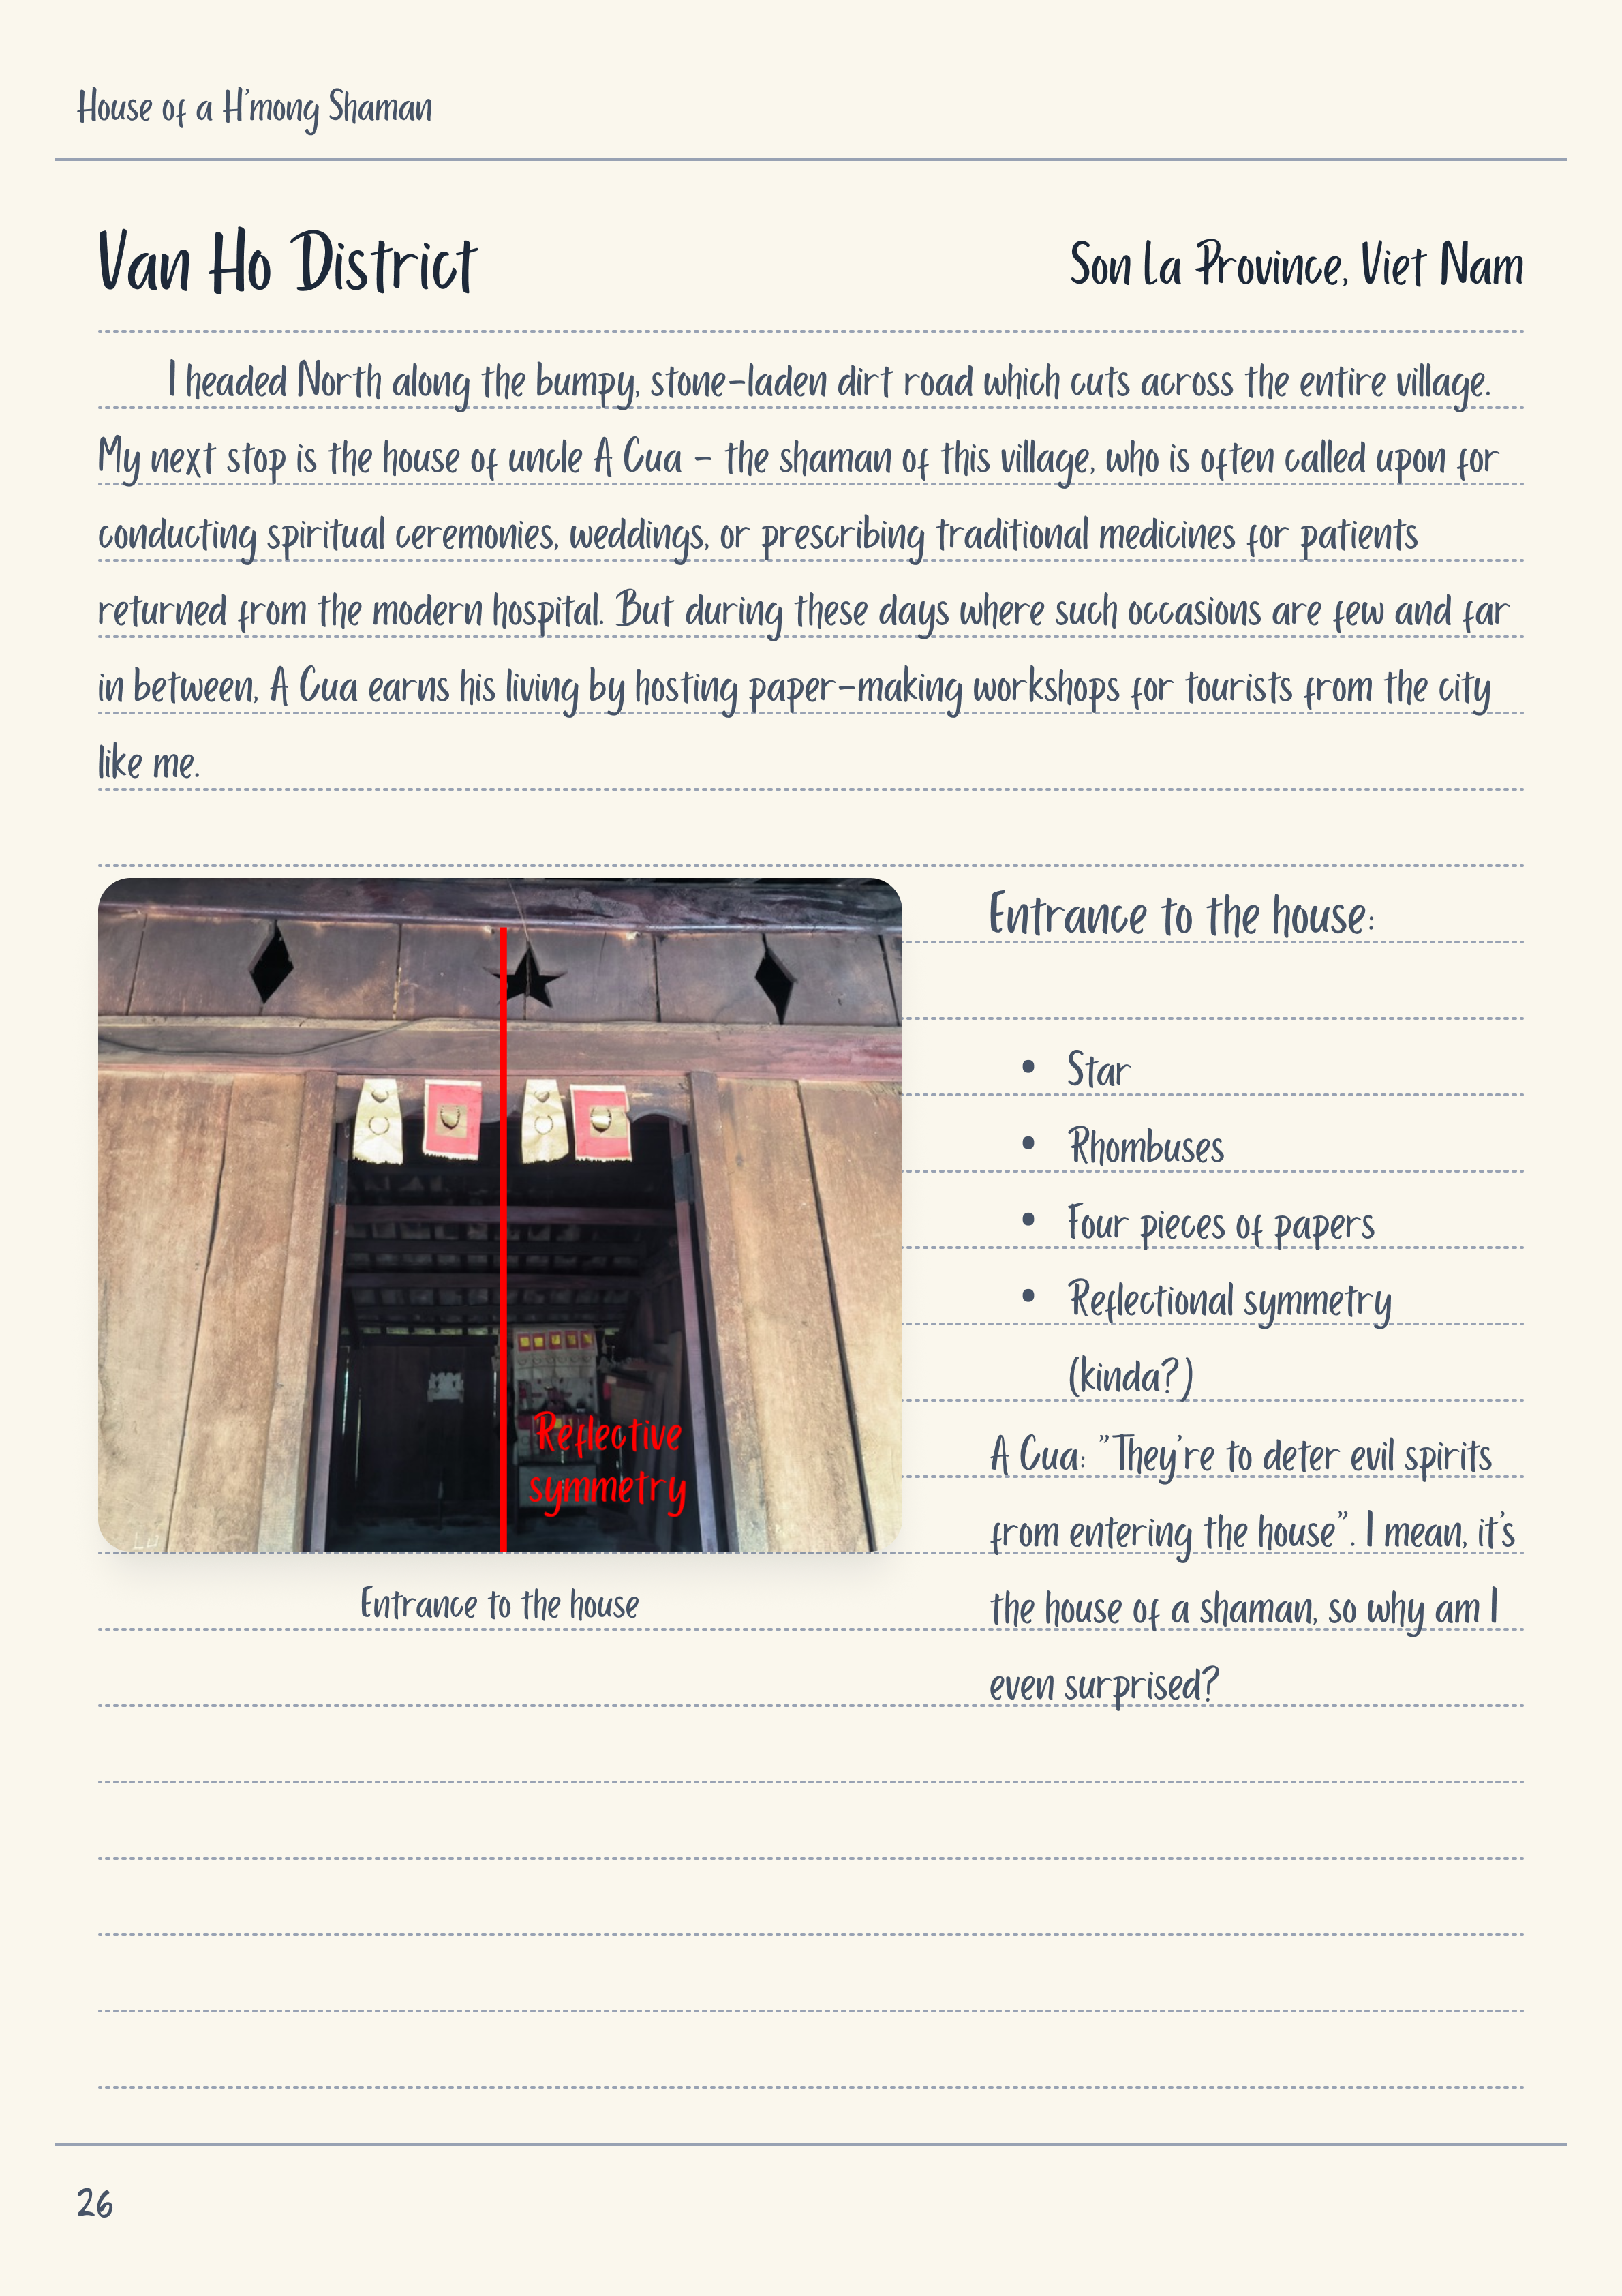 House of a H'mong Shaman
Van Ho District
Son La Province, Viet Nam
I headed North along the bumpy, stone-laden dirt road which cuts across the entire village.
My next stop is the house of uncle A Cua - the shaman of this village, who is often called upon for
conducting spiritual ceremonies, weddings, or prescribing traditional medicines for patients
returned from the modern hospital. But during these days where such occasions are few and far
in between, A Cua earns his living by hosting paper-making workshops for tourists from the city
like me.
Reflective
symmetry
Entrance to the house
Entrance to the house:
• Star
• Rhombuses
• Four pieces of papers
• Reflectional symmetry
(kinda?)
A Cua: "They're to deter evil spirits
from entering the house". I mean, it's
the house of a shaman, so why am I
even surprised?
26